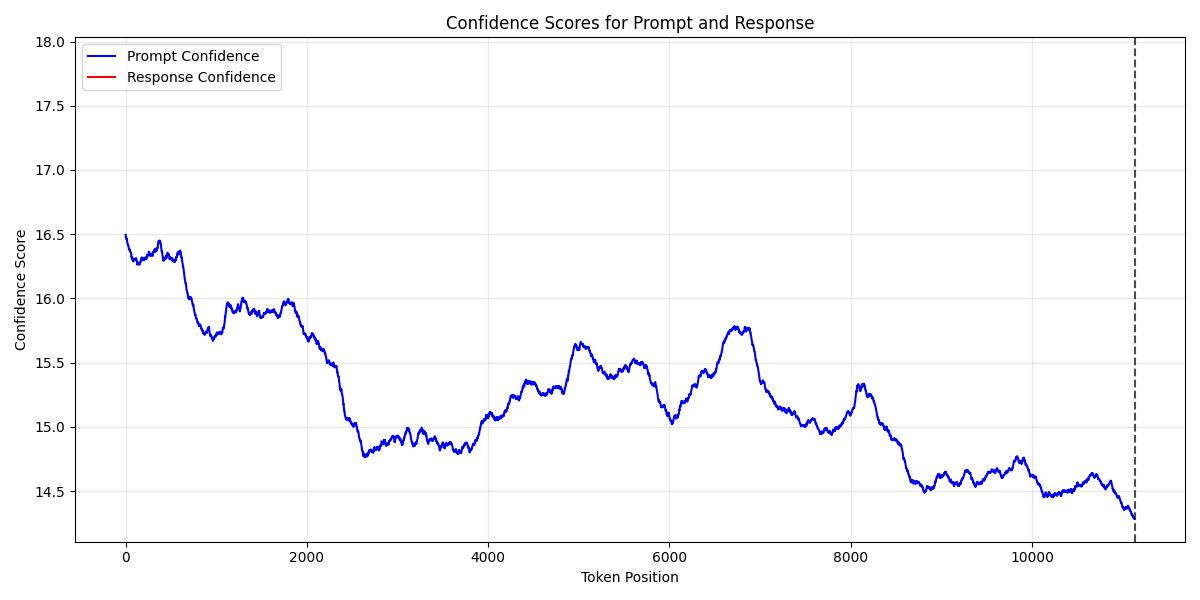 Confidence Scores for Prompt and Response
Prompt Confidence
Response Confidence
18.0
17.5
17.0
16.5
16.0
15.5
15.0
14.5
Confidence Score
0 2000 4000 6000 8000 10000
Token Position